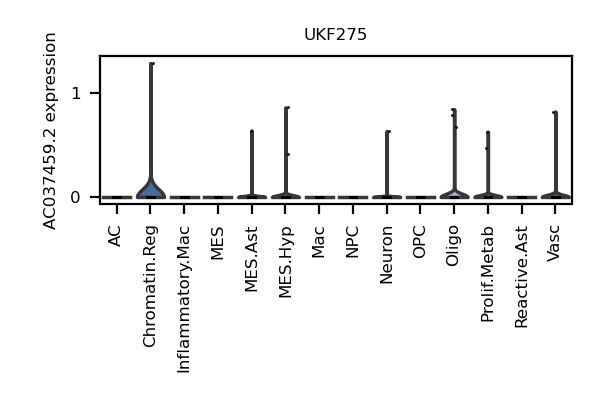 UKF275
AC037459.2 expression
1
0
AC
Chromatin.Reg
Inflammatory.Mac
MES
MES.Ast
MES.Hyp
Mac
NPC
Neuron
OPC
Oligo
Prolif.Metab
Reactive.Ast
Vasc